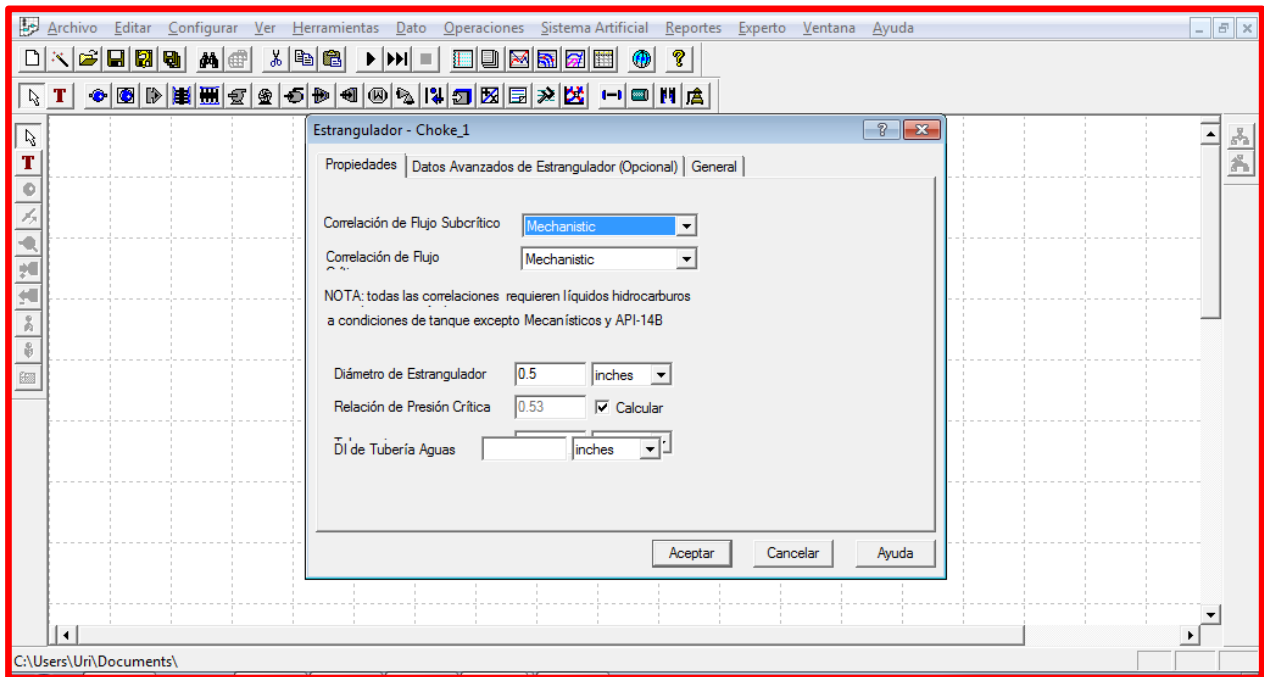 Archivo Editar Configurar Ver Herramientas Dato Operaciones Sistema Artificial Reportes Experto Ventana Ayuda
T
T
Estrangulador - Choke_1
Propiedades Datos Avanzados de Estrangulador (Opcional) General
Correlación de Flujo Subcrítico Mechanistic
Correlación de Flujo Mechanistic
NOTA: todas las correlaciones requieren líquidos hidrocarburos
a condiciones de tanque excepto Mecanísticos y API-14B
Diámetro de Estrangulador 0.5 inches
Relación de Presión Crítica 0.53 Calcular
DI de Tubería Aguas inches
Aceptar Cancelar Ayuda
C:\Users\Uri\Documents\